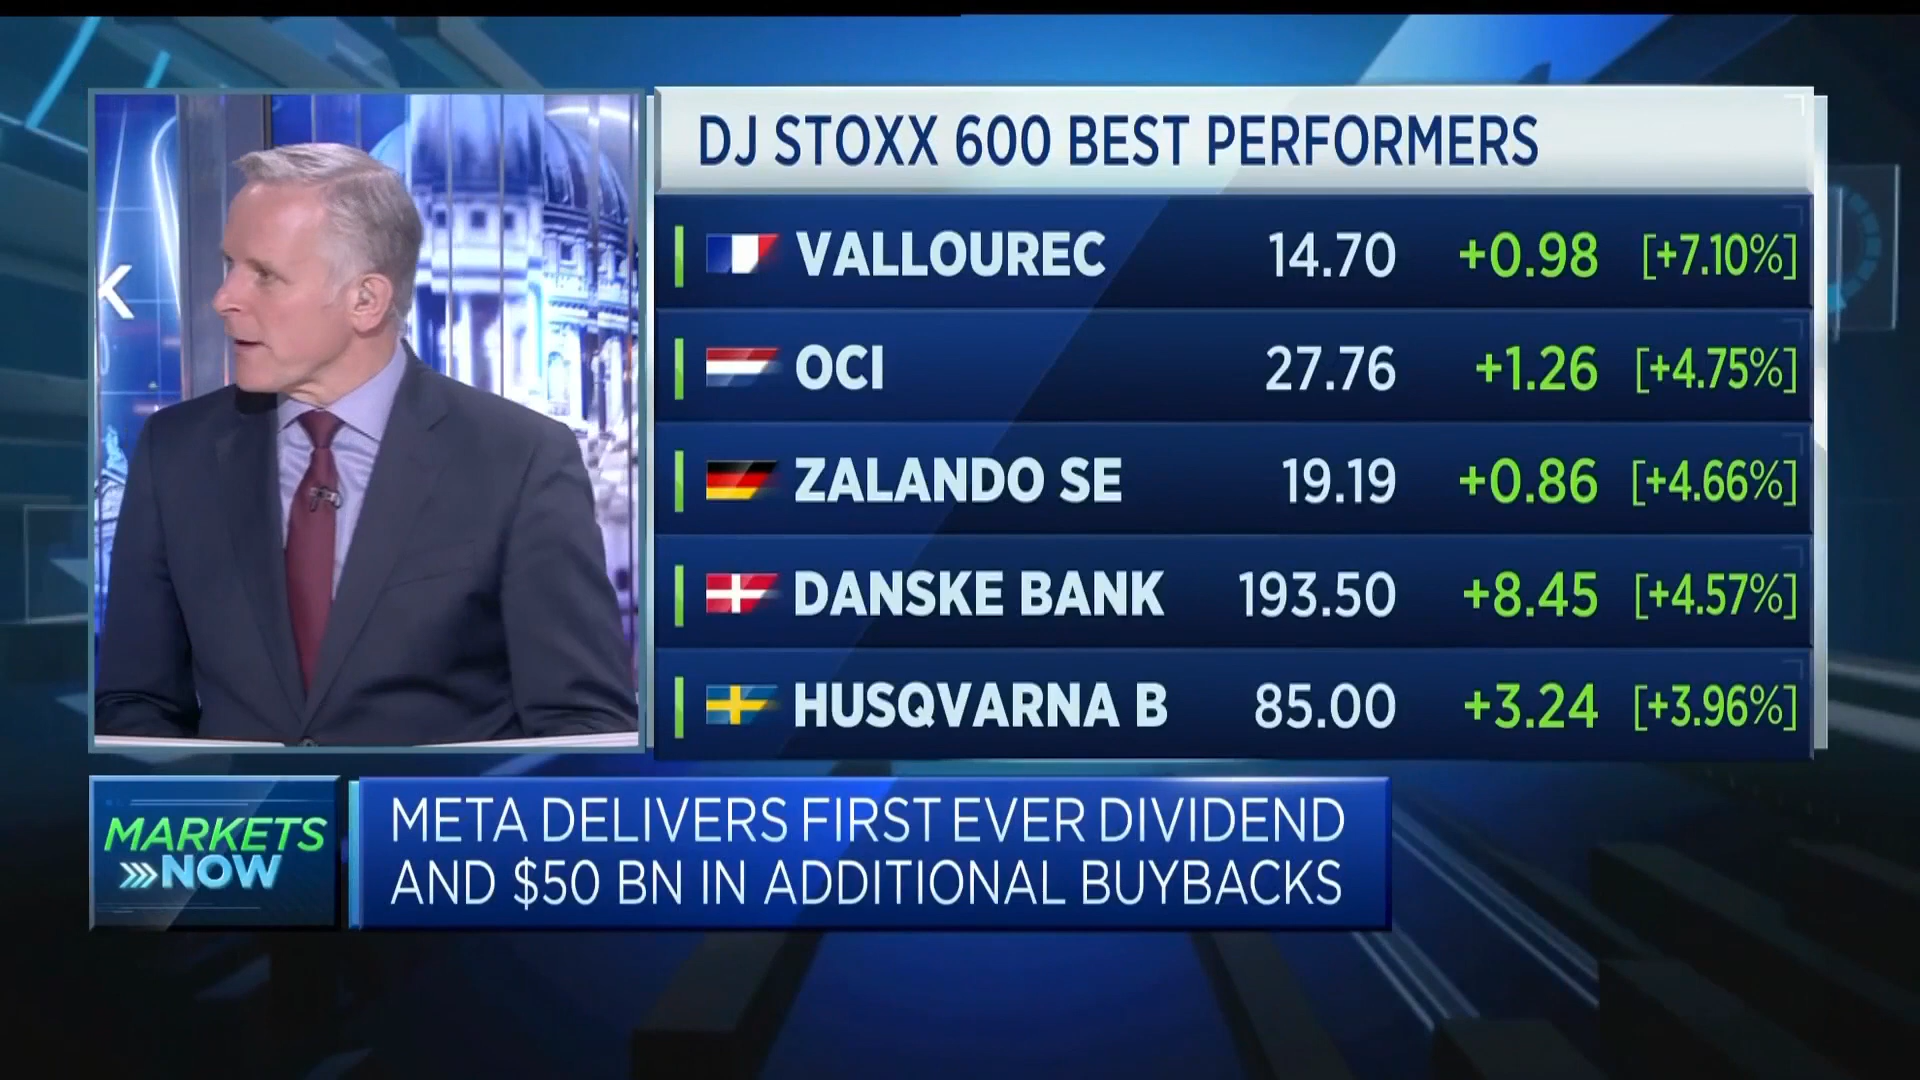 K
DJ STOXX 600 BEST PERFORMERS
VALLOUREC 14.70 +0.98 [+7.10%]
OCI 27.76 +1.26 [+4.75%]
ZALANDO SE 19.19 +0.86 [+4.66%]
DANSKE BANK 193.50 +8.45 [+4.57%]
HUSQVARNA B 85.00 +3.24 [+3.96%]
MARKETS
NOW
META DELIVERS FIRST EVER DIVIDEND
AND $50 BN IN ADDITIONAL BUYBACKS